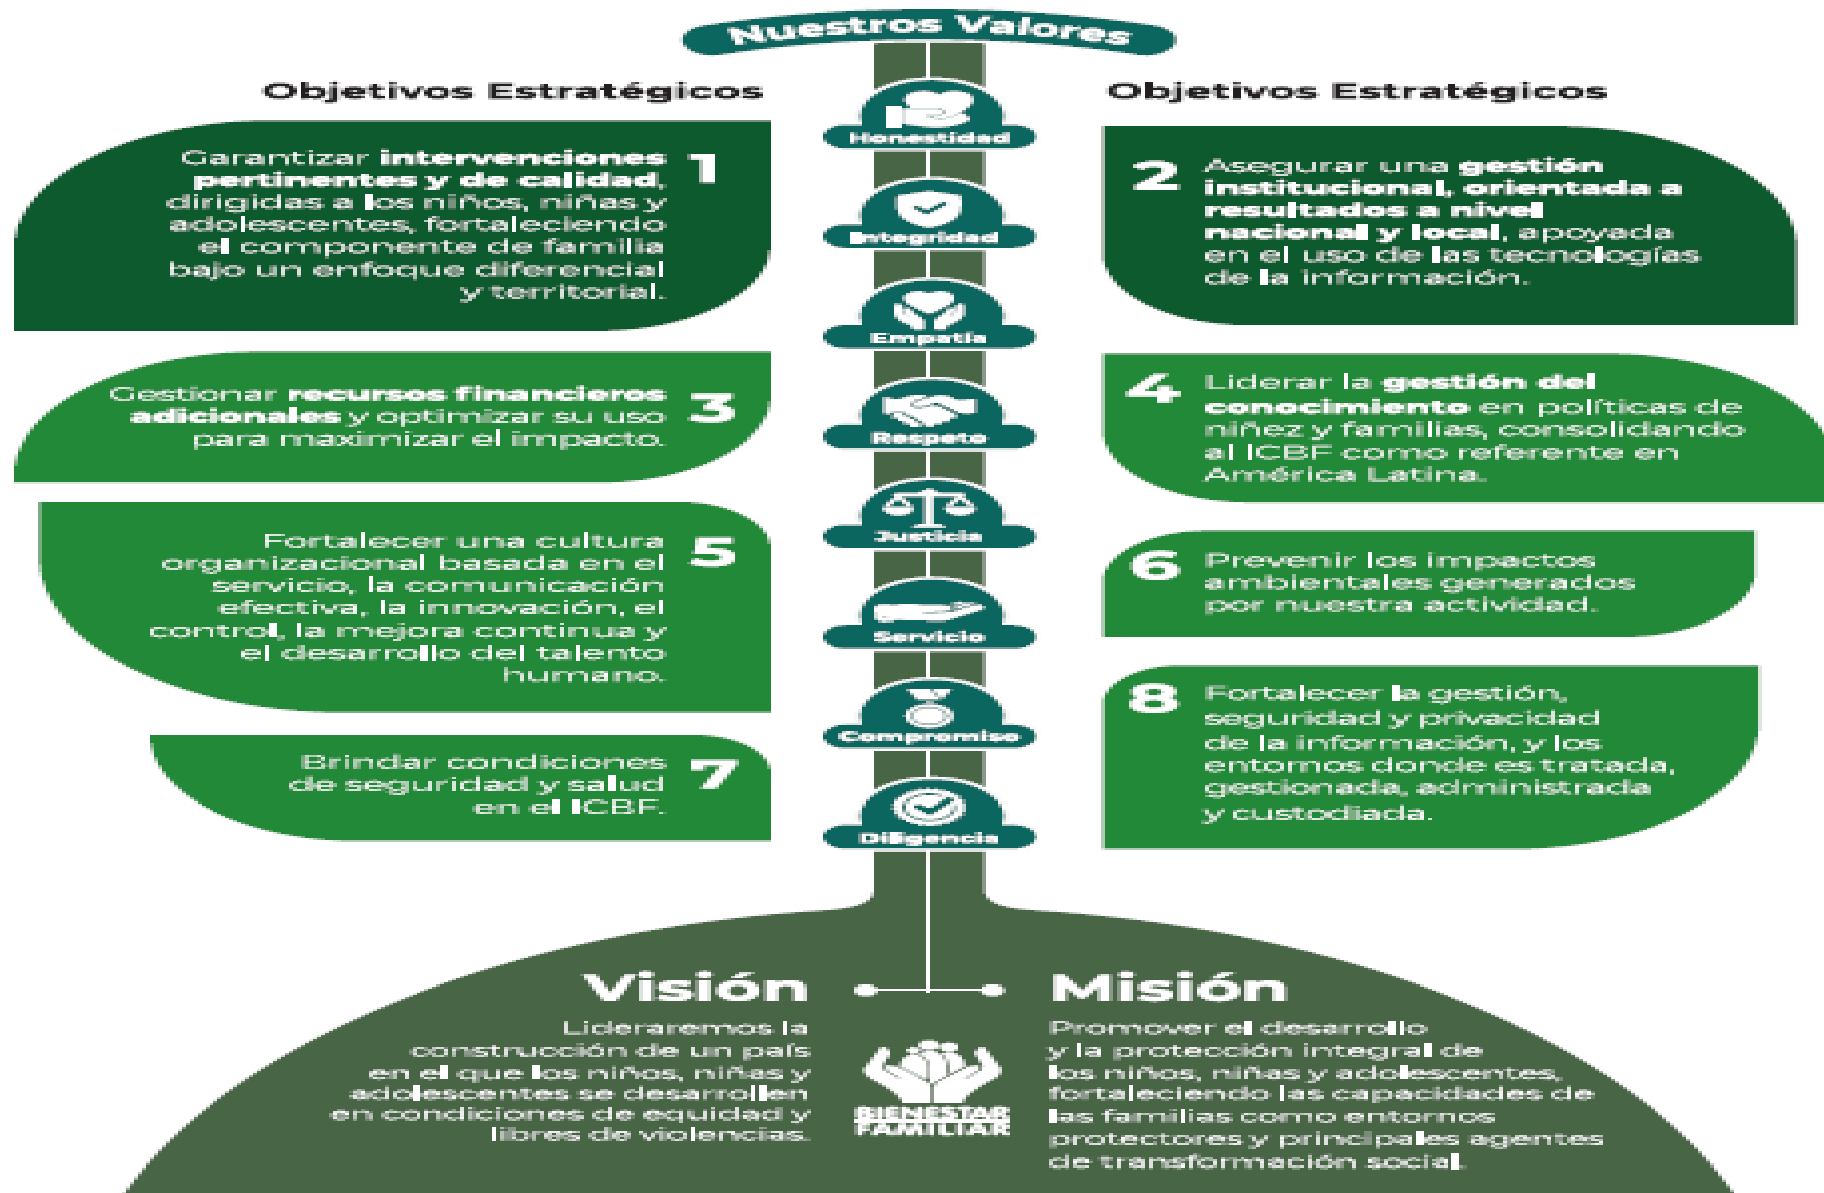 Nuestros Valores
Objetivos Estratégicos
1
Garantizar intervenciones
pertinentes y de calidad,
dirigidas a los niños, niñas y
adolescentes, fortaleciendo
el componente de familia
bajo un enfoque diferencial
y territorial.
3
Gestionar recursos financieros
adicionales y optimizar su uso
para maximizar el impacto.
5
Fortalecer una cultura
organizacional basada en el
servicio, la comunicación
efectiva, la innovación, el
control, la mejora continua y
el desarrollo del talento
humano.
7
Brindar condiciones
de seguridad y salud
en el ICBF.
Honestidad
Integridad
Empatía
Respeto
Justicia
Servicio
Compromiso
Diligencia
Objetivos Estratégicos
2
Asegurar una gestión
institucional, orientada a
resultados a nivel
nacional y local, apoyada
en el uso de las tecnologías
de la información.
4
Liderar la gestión del
conocimiento en políticas de
niñez y familias, consolidando
al ICBF como referente en
América Latina.
6
Prevenir los impactos
ambientales generados
por nuestra actividad.
8
Fortalecer la gestión,
seguridad y privacidad
de la información, y los
entornos donde es tratada,
gestionada, administrada
y custodiada.
Visión
Lideraremos la
construcción de un país
en el que los niños, niñas y
adolescentes se desarrollen
en condiciones de equidad y
libres de violencias.
BIENESTAR
FAMILIAR
Misión
Promover el desarrollo
y la protección integral de
los niños, niñas y adolescentes,
fortaleciendo las capacidades de
las familias como entornos
protectores y principales agentes
de transformación social.